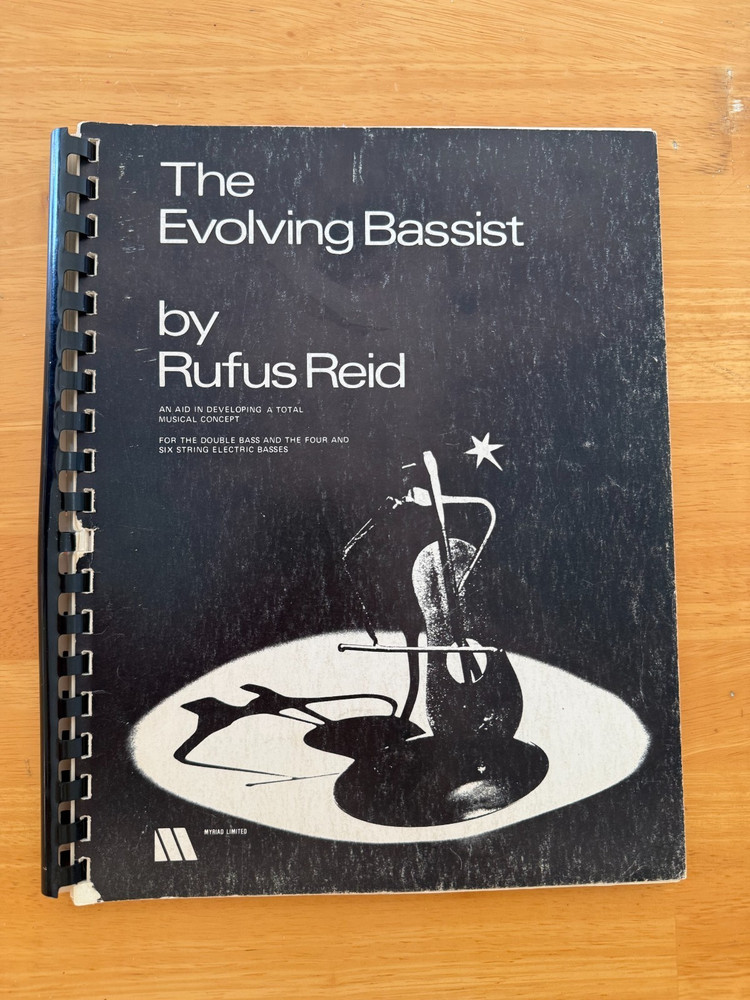 The
Evolving Bassist
by
Rufus Reid
AN AID IN DEVELOPING A TOTAL
MUSICAL CONCEPT
FOR THE DOUBLE BASS AND THE FOUR AND
SIX STRING ELECTRIC BASSES
MYRIAD LIMITED